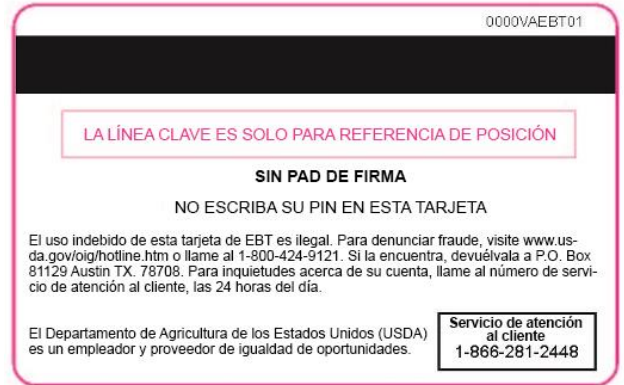 0000VAEBT01
LA LÍNEA CLAVE ES SOLO PARA REFERENCIA DE POSICIÓN
SIN PAD DE FIRMA
NO ESCRIBA SU PIN EN ESTA TARJETA
El uso indebido de esta tarjeta de EBT es ilegal. Para denunciar fraude, visite www.us-
da.gov/oig/hotline.htm o llame al 1-800-424-9121. Si la encuentra, devuélvala a P.O. Box
81129 Austin TX. 78708. Para inquietudes acerca de su cuenta, llame al número de servi-
cio de atención al cliente, las 24 horas del día.
El Departamento de Agricultura de los Estados Unidos (USDA)
es un empleador y proveedor de igualdad de oportunidades.
Servicio de atención
al cliente
1-866-281-2448